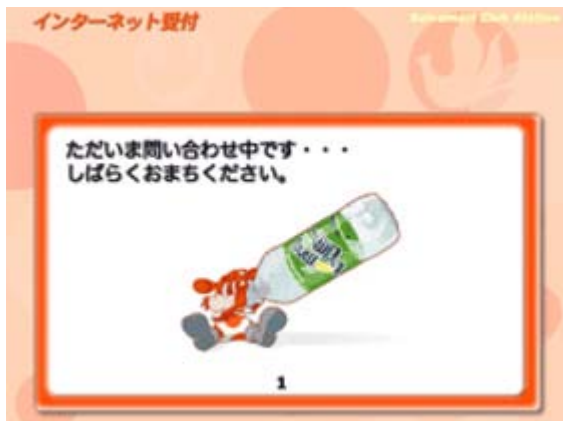 インターネット受付
ただいま問い合わせ中です・・・
しばらくおまちください。
1